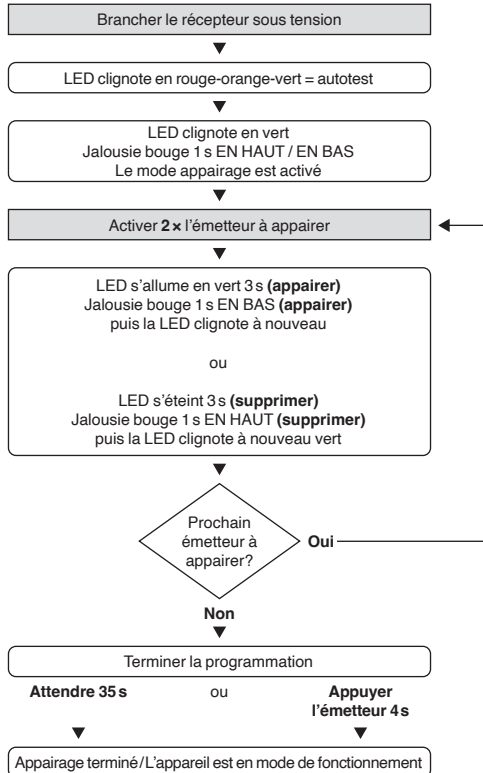 Brancher le récepteur sous tension
LED clignote en rouge-orange-vert = autotest
LED clignote en vert
Jalousie bouge 1 s EN HAUT / EN BAS
Le mode appairage est activé
Activer 2 × l’émetteur à appairer
LED s’allume en vert 3 s (appairer)
Jalousie bouge 1 s EN BAS (appairer)
puis la LED clignote à nouveau
ou
LED s’éteint 3 s (supprimer)
Jalousie bouge 1 s EN HAUT (supprimer)
puis la LED clignote à nouveau vert
Prochain
émetteur à
appairer?
Oui
Non
Terminer la programmation
Attendre 35 s
ou
Appuyer
l’émetteur 4 s
Appairage terminé/L’appareil est en mode de fonctionnement